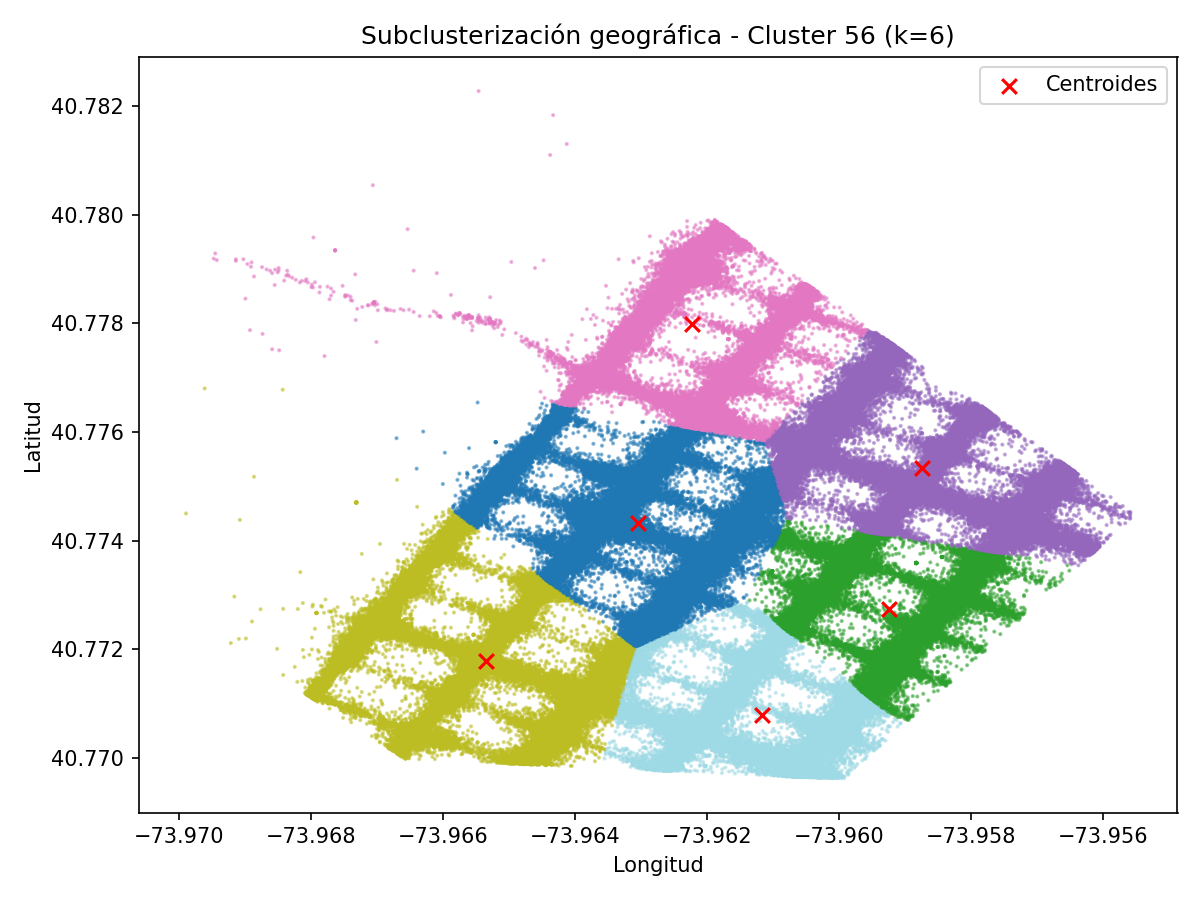 Subclusterización geográfica - Cluster 56 (k=6)
Centroides
40.782
40.780
40.778
40.776
40.774
40.772
40.770
Latitud
−73.970 −73.968 −73.966 −73.964 −73.962 −73.960 −73.958 −73.956
Longitud